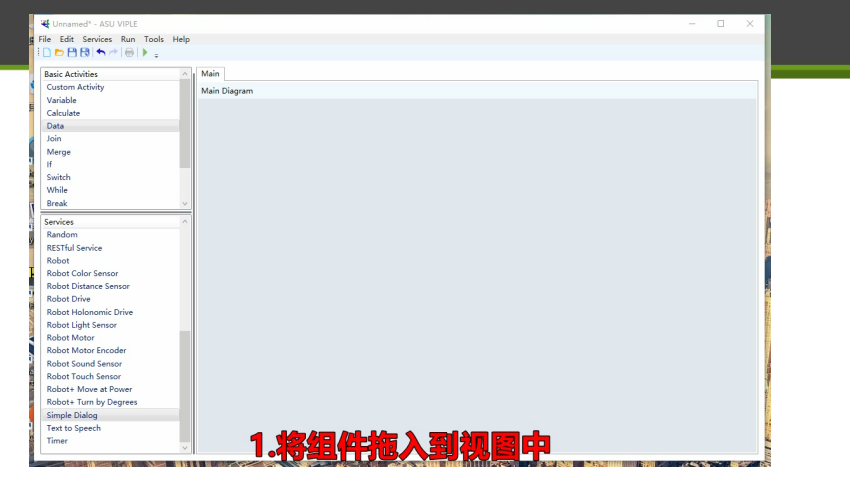 Unnamed* - ASU VIPLE
File Edit Services Run Tools Help
Basic Activities
Custom Activity
Variable
Calculate
Data
Join
Merge
If
Switch
While
Break
Services
Random
RESTful Service
Robot
Robot Color Sensor
Robot Distance Sensor
Robot Drive
Robot Holonomic Drive
Robot Light Sensor
Robot Motor
Robot Motor Encoder
Robot Sound Sensor
Robot Touch Sensor
Robot+ Move at Power
Robot+ Turn by Degrees
Simple Dialog
Text to Speech
Timer
Main
Main Diagram
1.将组件拖入到视图中